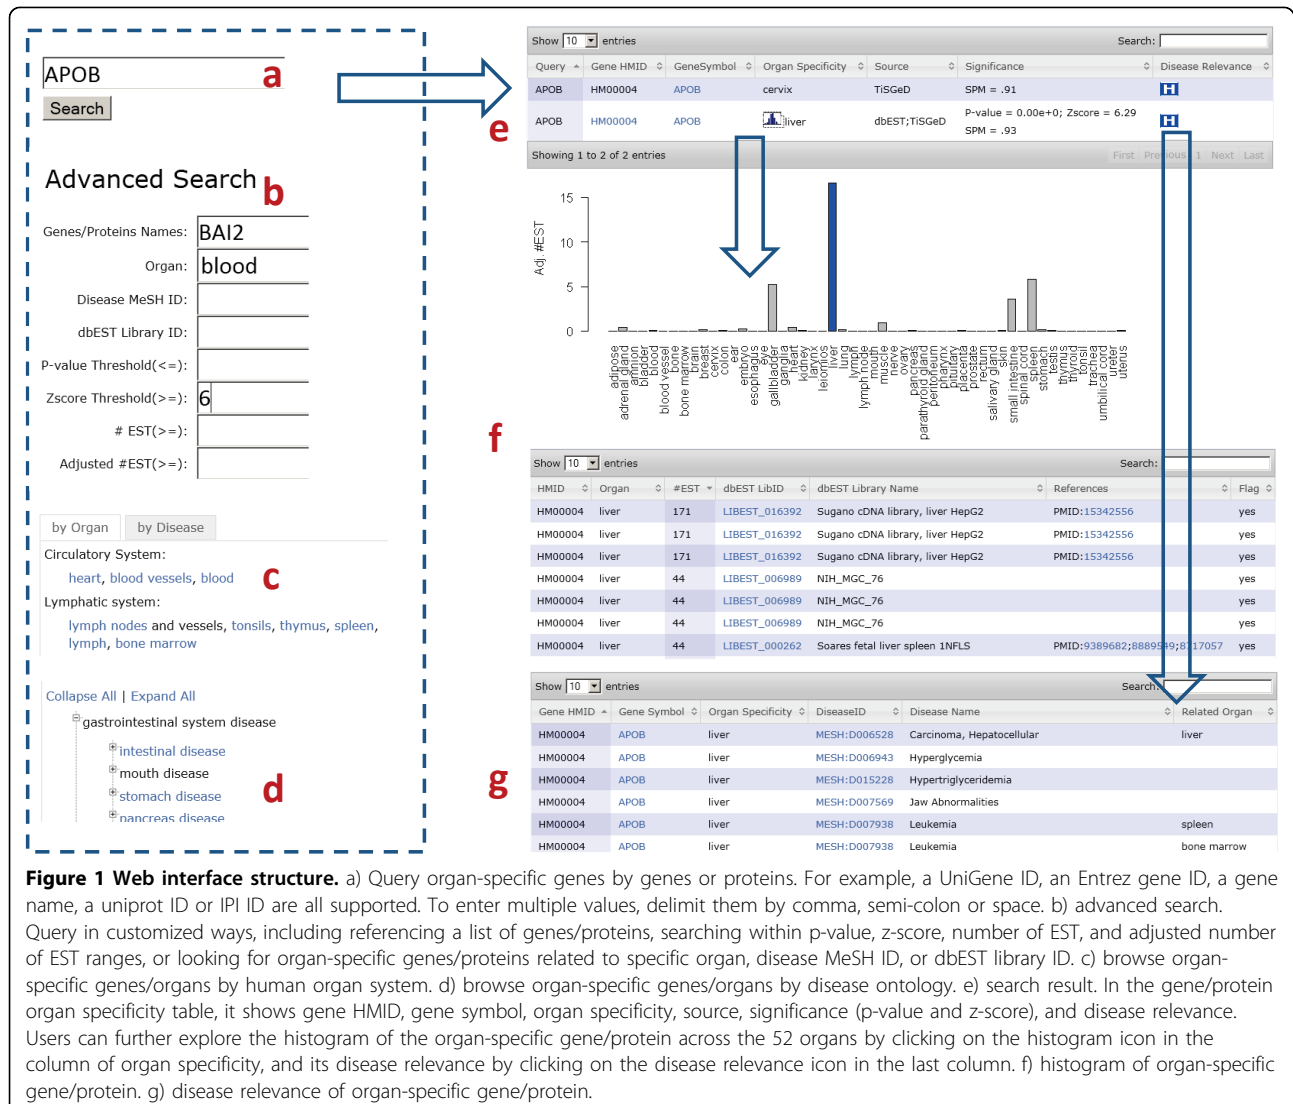 APOB
a
Search
Advanced Search
b
Genes/Proteins Names: BAI2
Organ: blood
Disease MeSH ID:
dbEST Library ID:
P-value Threshold(<=):
Zscore Threshold(>=): 6
# EST(>=):
Adjusted #EST(>=):
by Organ by Disease
Circulatory System:
heart, blood vessels, blood
c
Lymphatic system:
lymph nodes and vessels, tonsils, thymus, spleen,
lymph, bone marrow
Collapse All | Expand All
gastrointestinal system disease
intestinal disease
mouth disease
stomach disease
d
pancreas disease
Show 10 entries Search:
Query Gene HMID GeneSymbol Organ Specificity Source Significance Disease Relevance
APOB HM00004 APOB cervix TiSGeD SPM = .91 H
e
APOB HM00004 APOB liver dbEST;TiSGeD P-value = 0.00e+0; Zscore = 6.29 H
SPM = .93
Showing 1 to 2 of 2 entries First Previous 1 Next Last
Adj. #EST
15
10
5
0
adipose
adrenal gland
amnion
bladder
blood
blood vessel
bone
bone marrow
brain
breast
cervix
colon
ear
embryo
esophagus
eye
gallbladder
ganglia
heart
kidney
larynx
leiomios
liver
lung
lymph
lymph node
mouth
muscle
nerve
ovary
pancreas
parathyroid gland
peritoneum
pharynx
pituitary
placenta
prostate
rectum
salivary gland
skin
small intestine
spinal cord
spleen
stomach
testis
thymus
thyroid
tonsil
trachea
umbilical cord
ureter
uterus
f
Show 10 entries Search:
HMID Organ #EST dbEST LibID dbEST Library Name References Flag
HM00004 liver 171 LIBEST_016392 Sugano cDNA library, liver HepG2 PMID:15342556 yes
HM00004 liver 171 LIBEST_016392 Sugano cDNA library, liver HepG2 PMID:15342556 yes
HM00004 liver 171 LIBEST_016392 Sugano cDNA library, liver HepG2 PMID:15342556 yes
HM00004 liver 44 LIBEST_006989 NIH_MGC_76 yes
HM00004 liver 44 LIBEST_006989 NIH_MGC_76 yes
HM00004 liver 44 LIBEST_006989 NIH_MGC_76 yes
HM00004 liver 44 LIBEST_000262 Soares fetal liver spleen 1NFLS PMID:9389682;8889549;8717057 yes
Show 10 entries Search:
Gene HMID Gene Symbol Organ Specificity DiseaseID Disease Name Related Organ
HM00004 APOB liver MESH:D006528 Carcinoma, Hepatocellular liver
HM00004 APOB liver MESH:D006943 Hyperglycemia
g
HM00004 APOB liver MESH:D015228 Hypertriglyceridemia
HM00004 APOB liver MESH:D007569 Jaw Abnormalities
HM00004 APOB liver MESH:D007938 Leukemia spleen
HM00004 APOB liver MESH:D007938 Leukemia bone marrow
Figure 1 Web interface structure. a) Query organ-specific genes by genes or proteins. For example, a UniGene ID, an Entrez gene ID, a gene
name, a uniprot ID or IPI ID are all supported. To enter multiple values, delimit them by comma, semi-colon or space. b) advanced search.
Query in customized ways, including referencing a list of genes/proteins, searching within p-value, z-score, number of EST, and adjusted number
of EST ranges, or looking for organ-specific genes/proteins related to specific organ, disease MeSH ID, or dbEST library ID. c) browse organ-
specific genes/organs by human organ system. d) browse organ-specific genes/organs by disease ontology. e) search result. In the gene/protein
organ specificity table, it shows gene HMID, gene symbol, organ specificity, source, significance (p-value and z-score), and disease relevance.
Users can further explore the histogram of the organ-specific gene/protein across the 52 organs by clicking on the histogram icon in the
column of organ specificity, and its disease relevance by clicking on the disease relevance icon in the last column. f) histogram of organ-specific
gene/protein. g) disease relevance of organ-specific gene/protein.